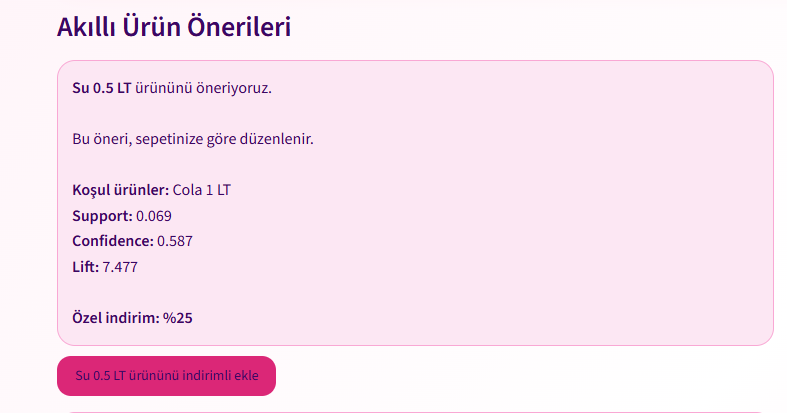 Akıllı Ürün Önerileri
Su 0.5 LT ürününü öneriyoruz.
Bu öneri, sepetinize göre düzenlenir.
Koşul ürünler: Cola 1 LT
Support: 0.069
Confidence: 0.587
Lift: 7.477
Özel indirim: %25
Su 0.5 LT ürününü indirimli ekle